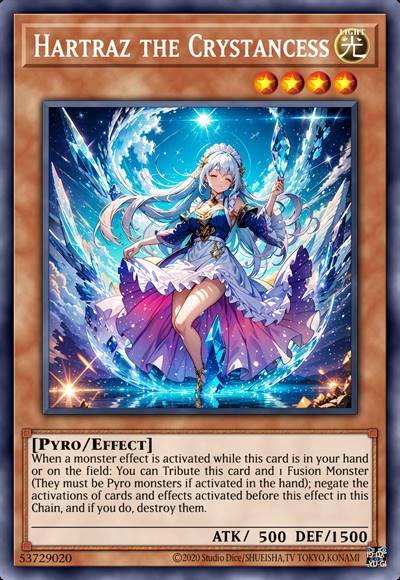 Hartraz the Crystancess
LIGHT
光
[Pyro/Effect]
When a monster effect is activated while this card is in your hand
or on the field: You can Tribute this card and 1 Fusion Monster
(They must be Pyro monsters if activated in the hand); negate the
activations of cards and effects activated before this effect in this
Chain, and if you do, destroy them.
ATK/ 500 DEF/1500
53729020
©2020 Studio Dice/SHUEISHA,TV TOKYO,KONAMI